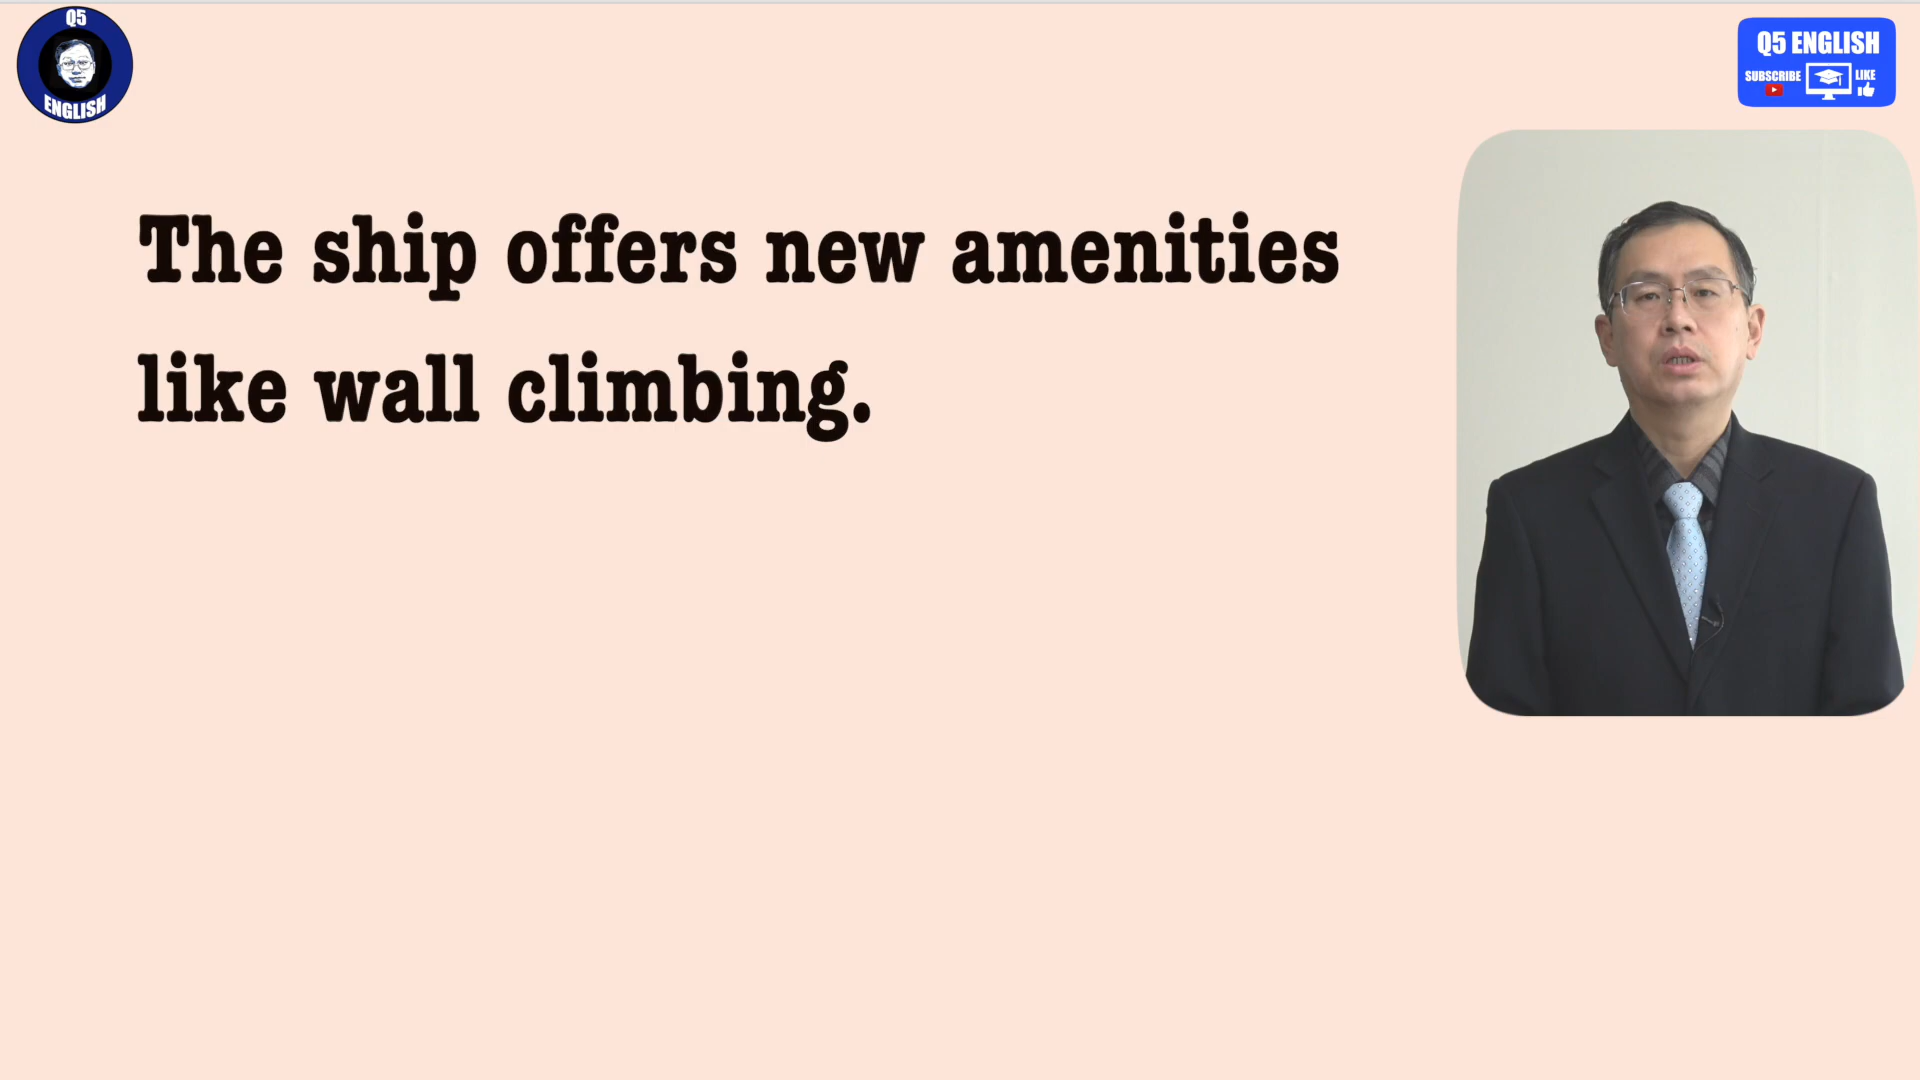 Q5
ENGLISH
Q5 ENGLISH
SUBSCRIBE
LIKE
The ship offers new amenities
like wall climbing.